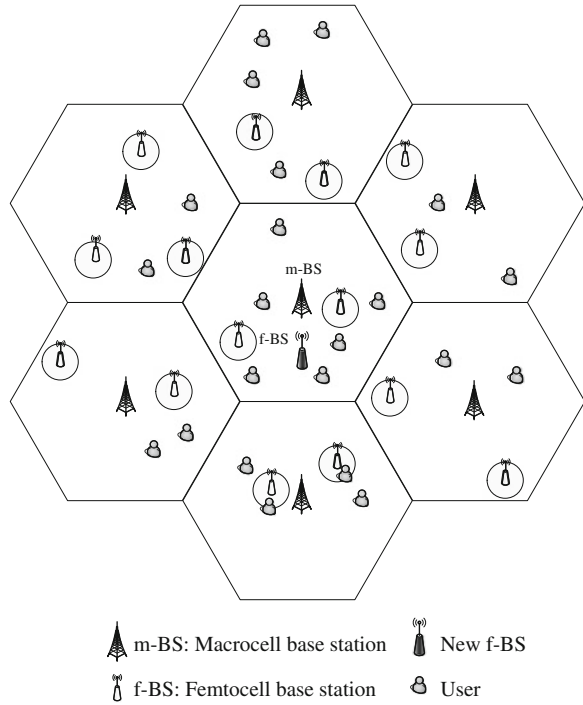 m-BS
f-BS
m-BS: Macrocell base station
New f-BS
f-BS: Femtocell base station
User